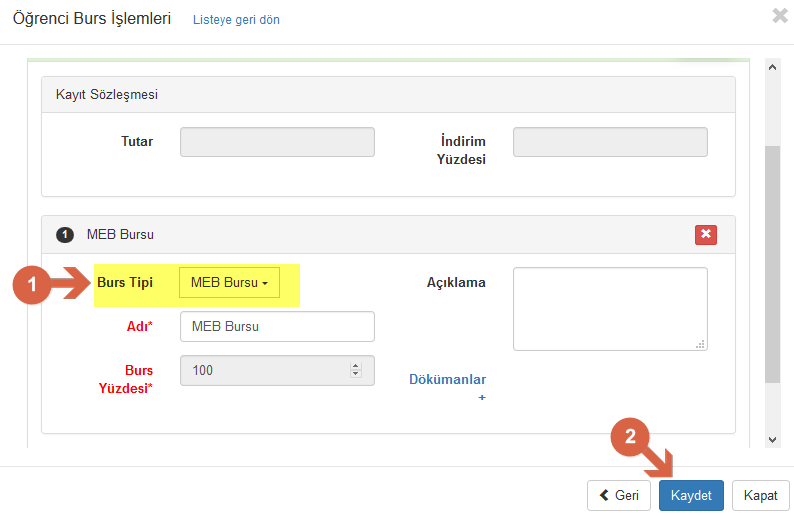 Öğrenci Burs İşlemleri Listeye geri dön
Kayıt Sözleşmesi
Tutar
İndirim
Yüzdesi
1 MEB Bursu
1
Burs Tipi MEB Bursu
Açıklama
Adı* MEB Bursu
Burs
Yüzdesi*
100
Dökümanlar
+
2
Geri Kaydet Kapat